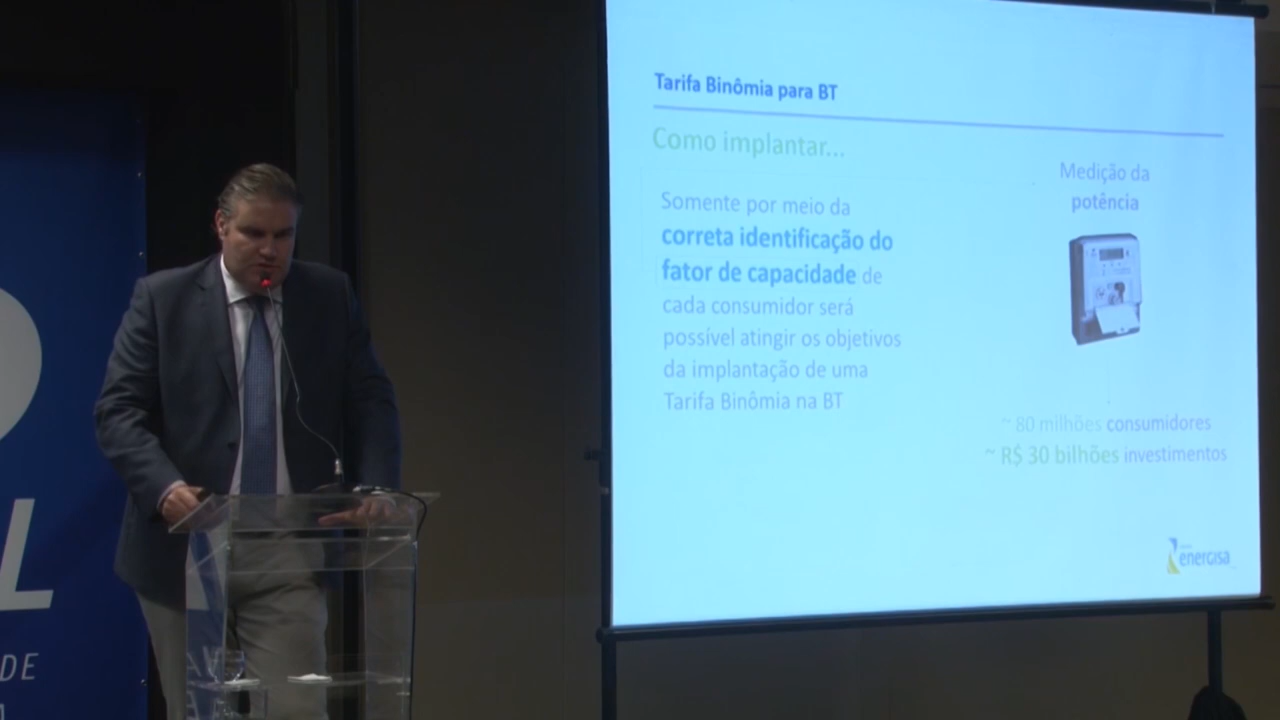 Tarifa Binômia para BT
Como implantar...
Somente por meio da
correta identificação do
fator de capacidade de
cada consumidor será
possível atingir os objetivos
da implantação de uma
Tarifa Binômia na BT
Medição da
potência
~ 80 milhões consumidores
~ R$ 30 bilhões investimentos
energisa
L
DE